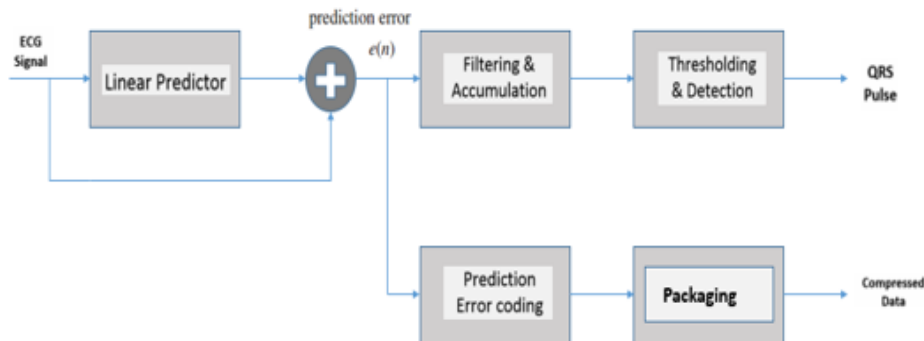 prediction error
e(n)
ECG
Signal
Linear Predictor
Filtering &
Accumulation
Thresholding
& Detection
QRS
Pulse
Prediction
Error coding
Packaging
Compressed
Data